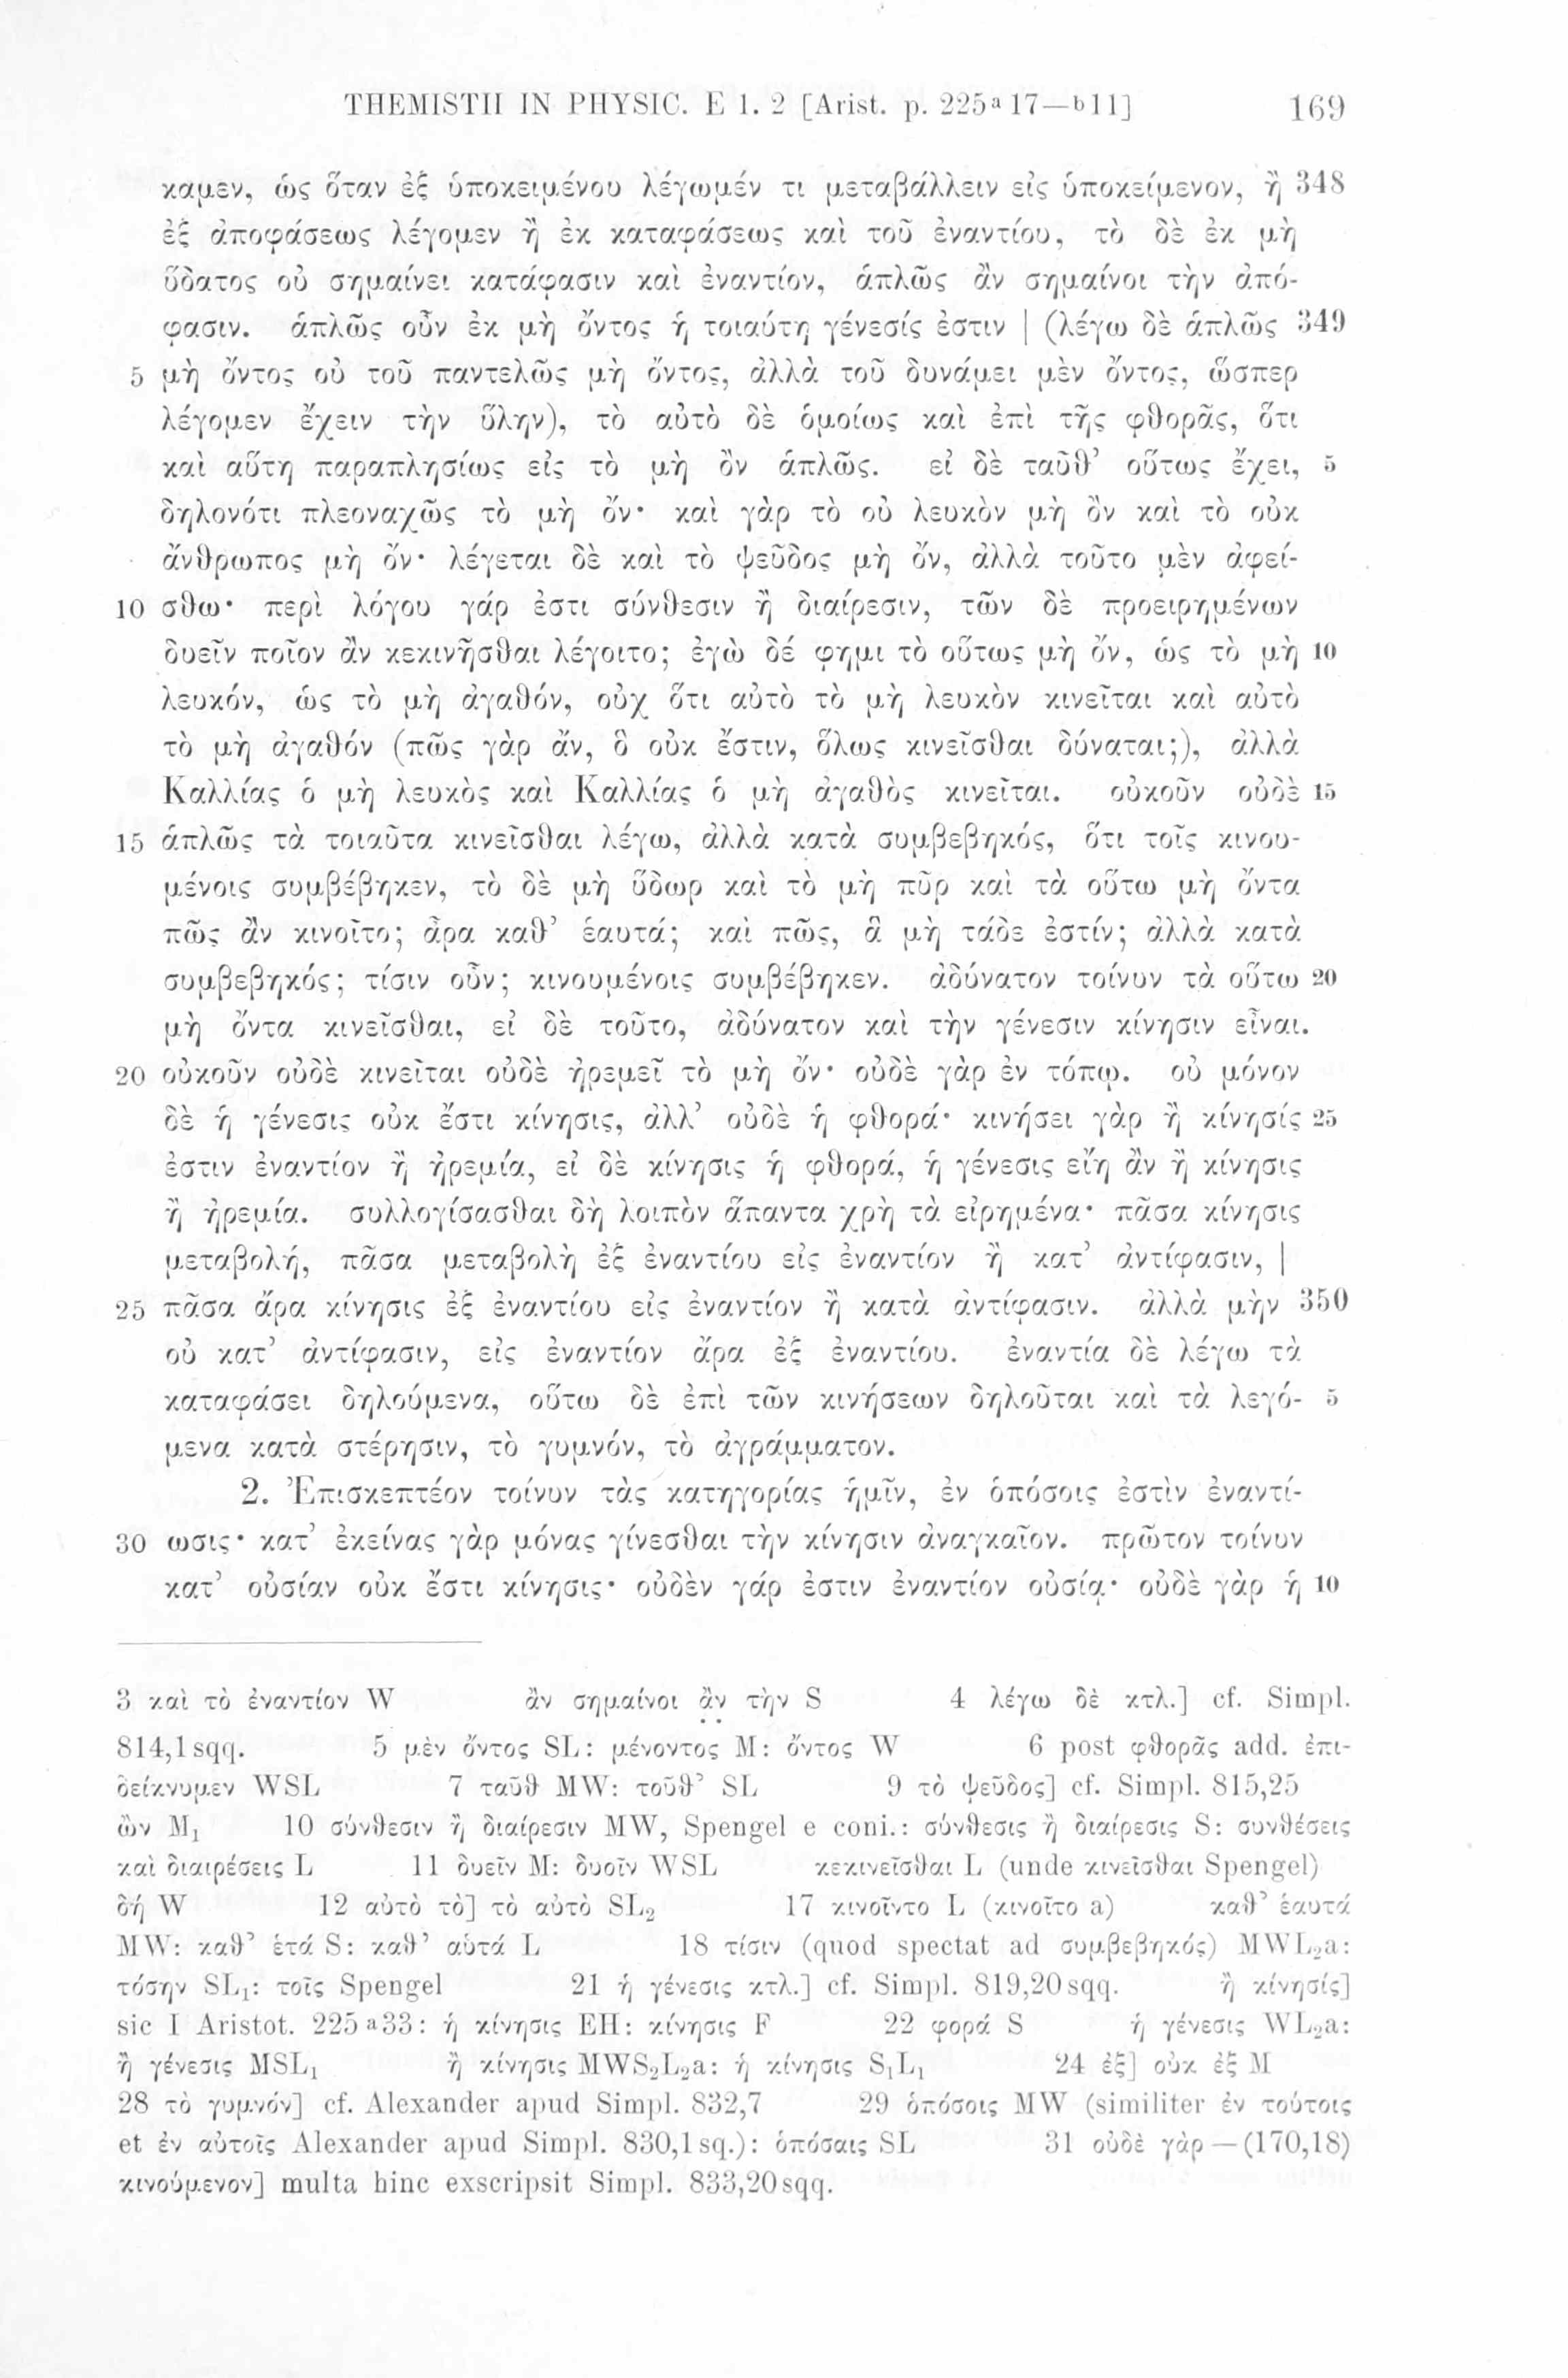 THEMISTII IN PHYSIC. E 1. 2 [Arist. p. 225ᵃ17—ᵇ11] 169
καμεν, ὡς ὅταν ἐξ ὑποκειμένου λέγωμέν τι μεταβάλλειν εἰς ὑποκείμενον, ἢ 348
ἐξ ἀποφάσεως λέγομεν ἢ ἐκ καταφάσεως καὶ τοῦ ἐναντίου, τὸ δὲ ἐκ μὴ
ὕδατος οὐ σημαίνει κατάφασιν καὶ ἐναντίον, ἁπλῶς ἂν σημαίνοι τὴν ἀπό-
φασιν. ἁπλῶς οὖν ἐκ μὴ ὄντος ἡ τοιαύτη γένεσίς ἐστιν | (λέγω δὲ ἁπλῶς 349
5 μὴ ὄντος οὐ τοῦ παντελῶς μὴ ὄντος, ἀλλὰ τοῦ δυνάμει μὲν ὄντος, ὥσπερ
λέγομεν ἔχειν τὴν ὕλην), τὸ αὐτὸ δὲ ὁμοίως καὶ ἐπὶ τῆς φθορᾶς, ὅτι
καὶ αὕτη παραπλησίως εἰς τὸ μὴ ὂν ἁπλῶς. εἰ δὲ ταῦθ’ οὕτως ἔχει, 5
δηλονότι πλεοναχῶς τὸ μὴ ὄν· καὶ γὰρ τὸ οὐ λευκὸν μὴ ὂν καὶ τὸ οὐκ
ἄνθρωπος μὴ ὄν· λέγεται δὲ καὶ τὸ ψεῦδος μὴ ὄν, ἀλλὰ τοῦτο μὲν ἀφεί-
10 σθω· περὶ λόγου γάρ ἐστι σύνθεσιν ἢ διαίρεσιν, τῶν δὲ προειρημένων
δυεῖν ποῖον ἂν κεκινῆσθαι λέγοιτο; ἐγὼ δέ φημι τὸ οὕτως μὴ ὄν, ὡς τὸ μὴ 10
λευκόν, ὡς τὸ μὴ ἀγαθόν, οὐχ ὅτι αὐτὸ τὸ μὴ λευκὸν κινεῖται καὶ αὐτὸ
τὸ μὴ ἀγαθόν (πῶς γὰρ ἄν, ὃ οὐκ ἔστιν, ὅλως κινεῖσθαι δύναται;), ἀλλὰ
Καλλίας ὁ μὴ λευκὸς καὶ Καλλίας ὁ μὴ ἀγαθὸς κινεῖται. οὐκοῦν οὐδὲ 15
15 ἁπλῶς τὰ τοιαῦτα κινεῖσθαι λέγω, ἀλλὰ κατὰ συμβεβηκός, ὅτι τοῖς κινου-
μένοις συμβέβηκεν, τὸ δὲ μὴ ὕδωρ καὶ τὸ μὴ πῦρ καὶ τὰ οὕτω μὴ ὄντα
πῶς ἂν κινοῖτο; ἆρα καθ’ ἑαυτά; καὶ πῶς, ἃ μὴ τάδε ἐστίν; ἀλλὰ κατὰ
συμβεβηκός; τίσιν οὖν; κινουμένοις συμβέβηκεν. ἀδύνατον τοίνυν τὰ οὕτω 20
μὴ ὄντα κινεῖσθαι, εἰ δὲ τοῦτο, ἀδύνατον καὶ τὴν γένεσιν κίνησιν εἶναι.
20 οὐκοῦν οὐδὲ κινεῖται οὐδὲ ἠρεμεῖ τὸ μὴ ὄν· οὐδὲ γὰρ ἐν τόπῳ. οὐ μόνον
δὲ ἡ γένεσις οὐκ ἔστι κίνησις, ἀλλ’ οὐδὲ ἡ φθορά· κινήσει γὰρ ἢ κίνησίς 25
ἐστιν ἐναντίον ἢ ἠρεμία, εἰ δὲ κίνησις ἡ φθορά, ἡ γένεσις εἴη ἂν ἢ κίνησις
ἢ ἠρεμία. συλλογίσασθαι δὴ λοιπὸν ἅπαντα χρὴ τὰ εἰρημένα· πᾶσα κίνησις
μεταβολή, πᾶσα μεταβολὴ ἐξ ἐναντίου εἰς ἐναντίον ἢ κατ’ ἀντίφασιν, |
25 πᾶσα ἄρα κίνησις ἐξ ἐναντίου εἰς ἐναντίον ἢ κατὰ ἀντίφασιν. ἀλλὰ μὴν 350
οὐ κατ’ ἀντίφασιν, εἰς ἐναντίον ἄρα ἐξ ἐναντίου. ἐναντία δὲ λέγω τὰ
καταφάσει δηλούμενα, οὕτω δὲ ἐπὶ τῶν κινήσεων δηλοῦται καὶ τὰ λεγό- 5
μενα κατὰ στέρησιν, τὸ γυμνόν, τὸ ἀγράμματον.
2. Ἐπισκεπτέον τοίνυν τὰς κατηγορίας ἡμῖν, ἐν ὁπόσοις ἐστὶν ἐναντί-
30 ωσις· κατ’ ἐκείνας γὰρ μόνας γίνεσθαι τὴν κίνησιν ἀναγκαῖον. πρῶτον τοίνυν
κατ’ οὐσίαν οὐκ ἔστι κίνησις· οὐδὲν γάρ ἐστιν ἐναντίον οὐσίᾳ· οὐδὲ γὰρ ἡ 10
3 καὶ τὸ ἐναντίον W ἂν σημαίνοι ἂν τὴν S 4 λέγω δὲ κτλ.] cf. Simpl.
814,1 sqq. 5 μὲν ὄντος SL: μένοντος M: ὄντος W 6 post φθορᾶς add. ἐπι-
δείκνυμεν WSL 7 ταῦθ MW: τοῦθ’ SL 9 τὸ ψεῦδος] cf. Simpl. 815,25
ὢν M₁ 10 σύνθεσιν ἢ διαίρεσιν MW, Spengel e coni.: σύνθεσις ἢ διαίρεσις S: συνθέσεις
καὶ διαιρέσεις L 11 δυεῖν M: δυοῖν WSL κεκινεῖσθαι L (unde κινεῖσθαι Spengel)
δή W 12 αὐτὸ τὸ] τὸ αὐτὸ SL₂ 17 κινοῖντο L (κινοῖτο a) καθ’ ἑαυτά
MW: καθ’ ἑτά S: καθ’ αὑτά L 18 τίσιν (quod spectat ad συμβεβηκός) MWL₂a:
τόσην SL₁: τοῖς Spengel 21 ἡ γένεσις κτλ.] cf. Simpl. 819,20 sqq. ἢ κίνησίς]
sic I Aristot. 225ᵃ33: ἡ κίνησις EH: κίνησις F 22 φορά S ἡ γένεσις WL₂a:
ἢ γένεσις MSL₁ ἢ κίνησις MWS₂L₂a: ἡ κίνησις S₁L₁ 24 ἐξ] οὐκ ἐξ M
28 τὸ γυμνόν] cf. Alexander apud Simpl. 832,7 29 ὁπόσοις MW (similiter ἐν τούτοις
et ἐν αὐτοῖς Alexander apud Simpl. 830,1 sq.): ὁπόσαις SL 31 οὐδὲ γὰρ — (170,18)
κινούμενον] multa hinc exscripsit Simpl. 833,20 sqq.